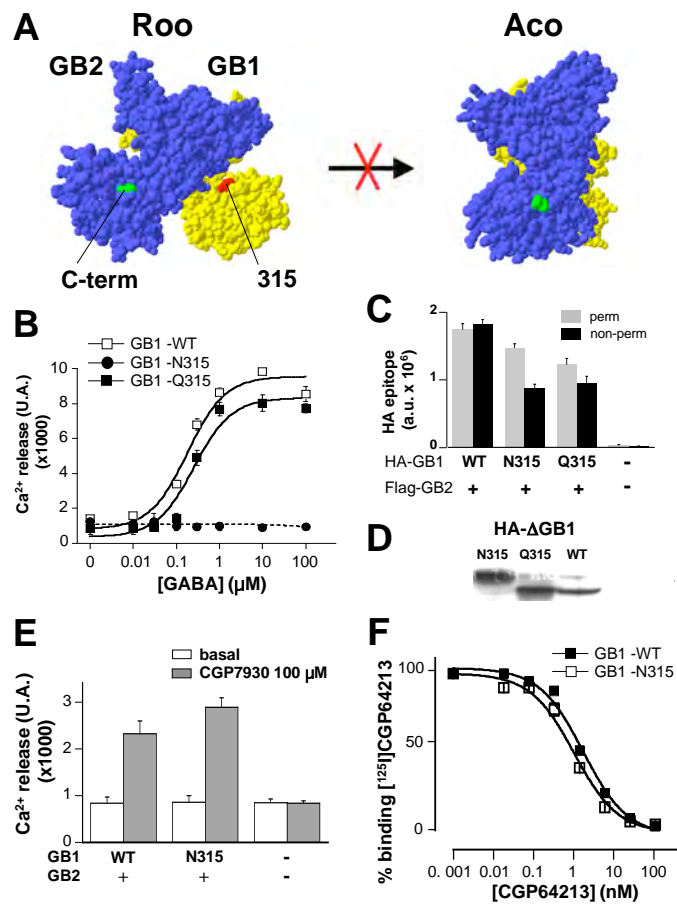 A
Roo
Aco
GB2
GB1
C-term
315
B
GB1 -WT
GB1 -N315
GB1 -Q315
Ca²⁺ release (U.A.)
(x1000)
10
8
6
4
2
0
0
0.01
0.1
1
10
100
[GABA] (µM)
C
perm
non-perm
HA epitope
(a.u. x 10⁶)
2
1
0
HA-GB1 WT N315 Q315 -
Flag-GB2 + + + -
D
HA-ΔGB1
N315 Q315 WT
E
basal
CGP7930 100 µM
Ca²⁺ release (U.A.)
(x1000)
3
2
1
0
GB1 WT N315 -
GB2 + + -
F
GB1 -WT
GB1 -N315
% binding [¹²⁵I]CGP64213
100
50
0
0. 001 0.01 0.1 1 10 100
[CGP64213] (nM)